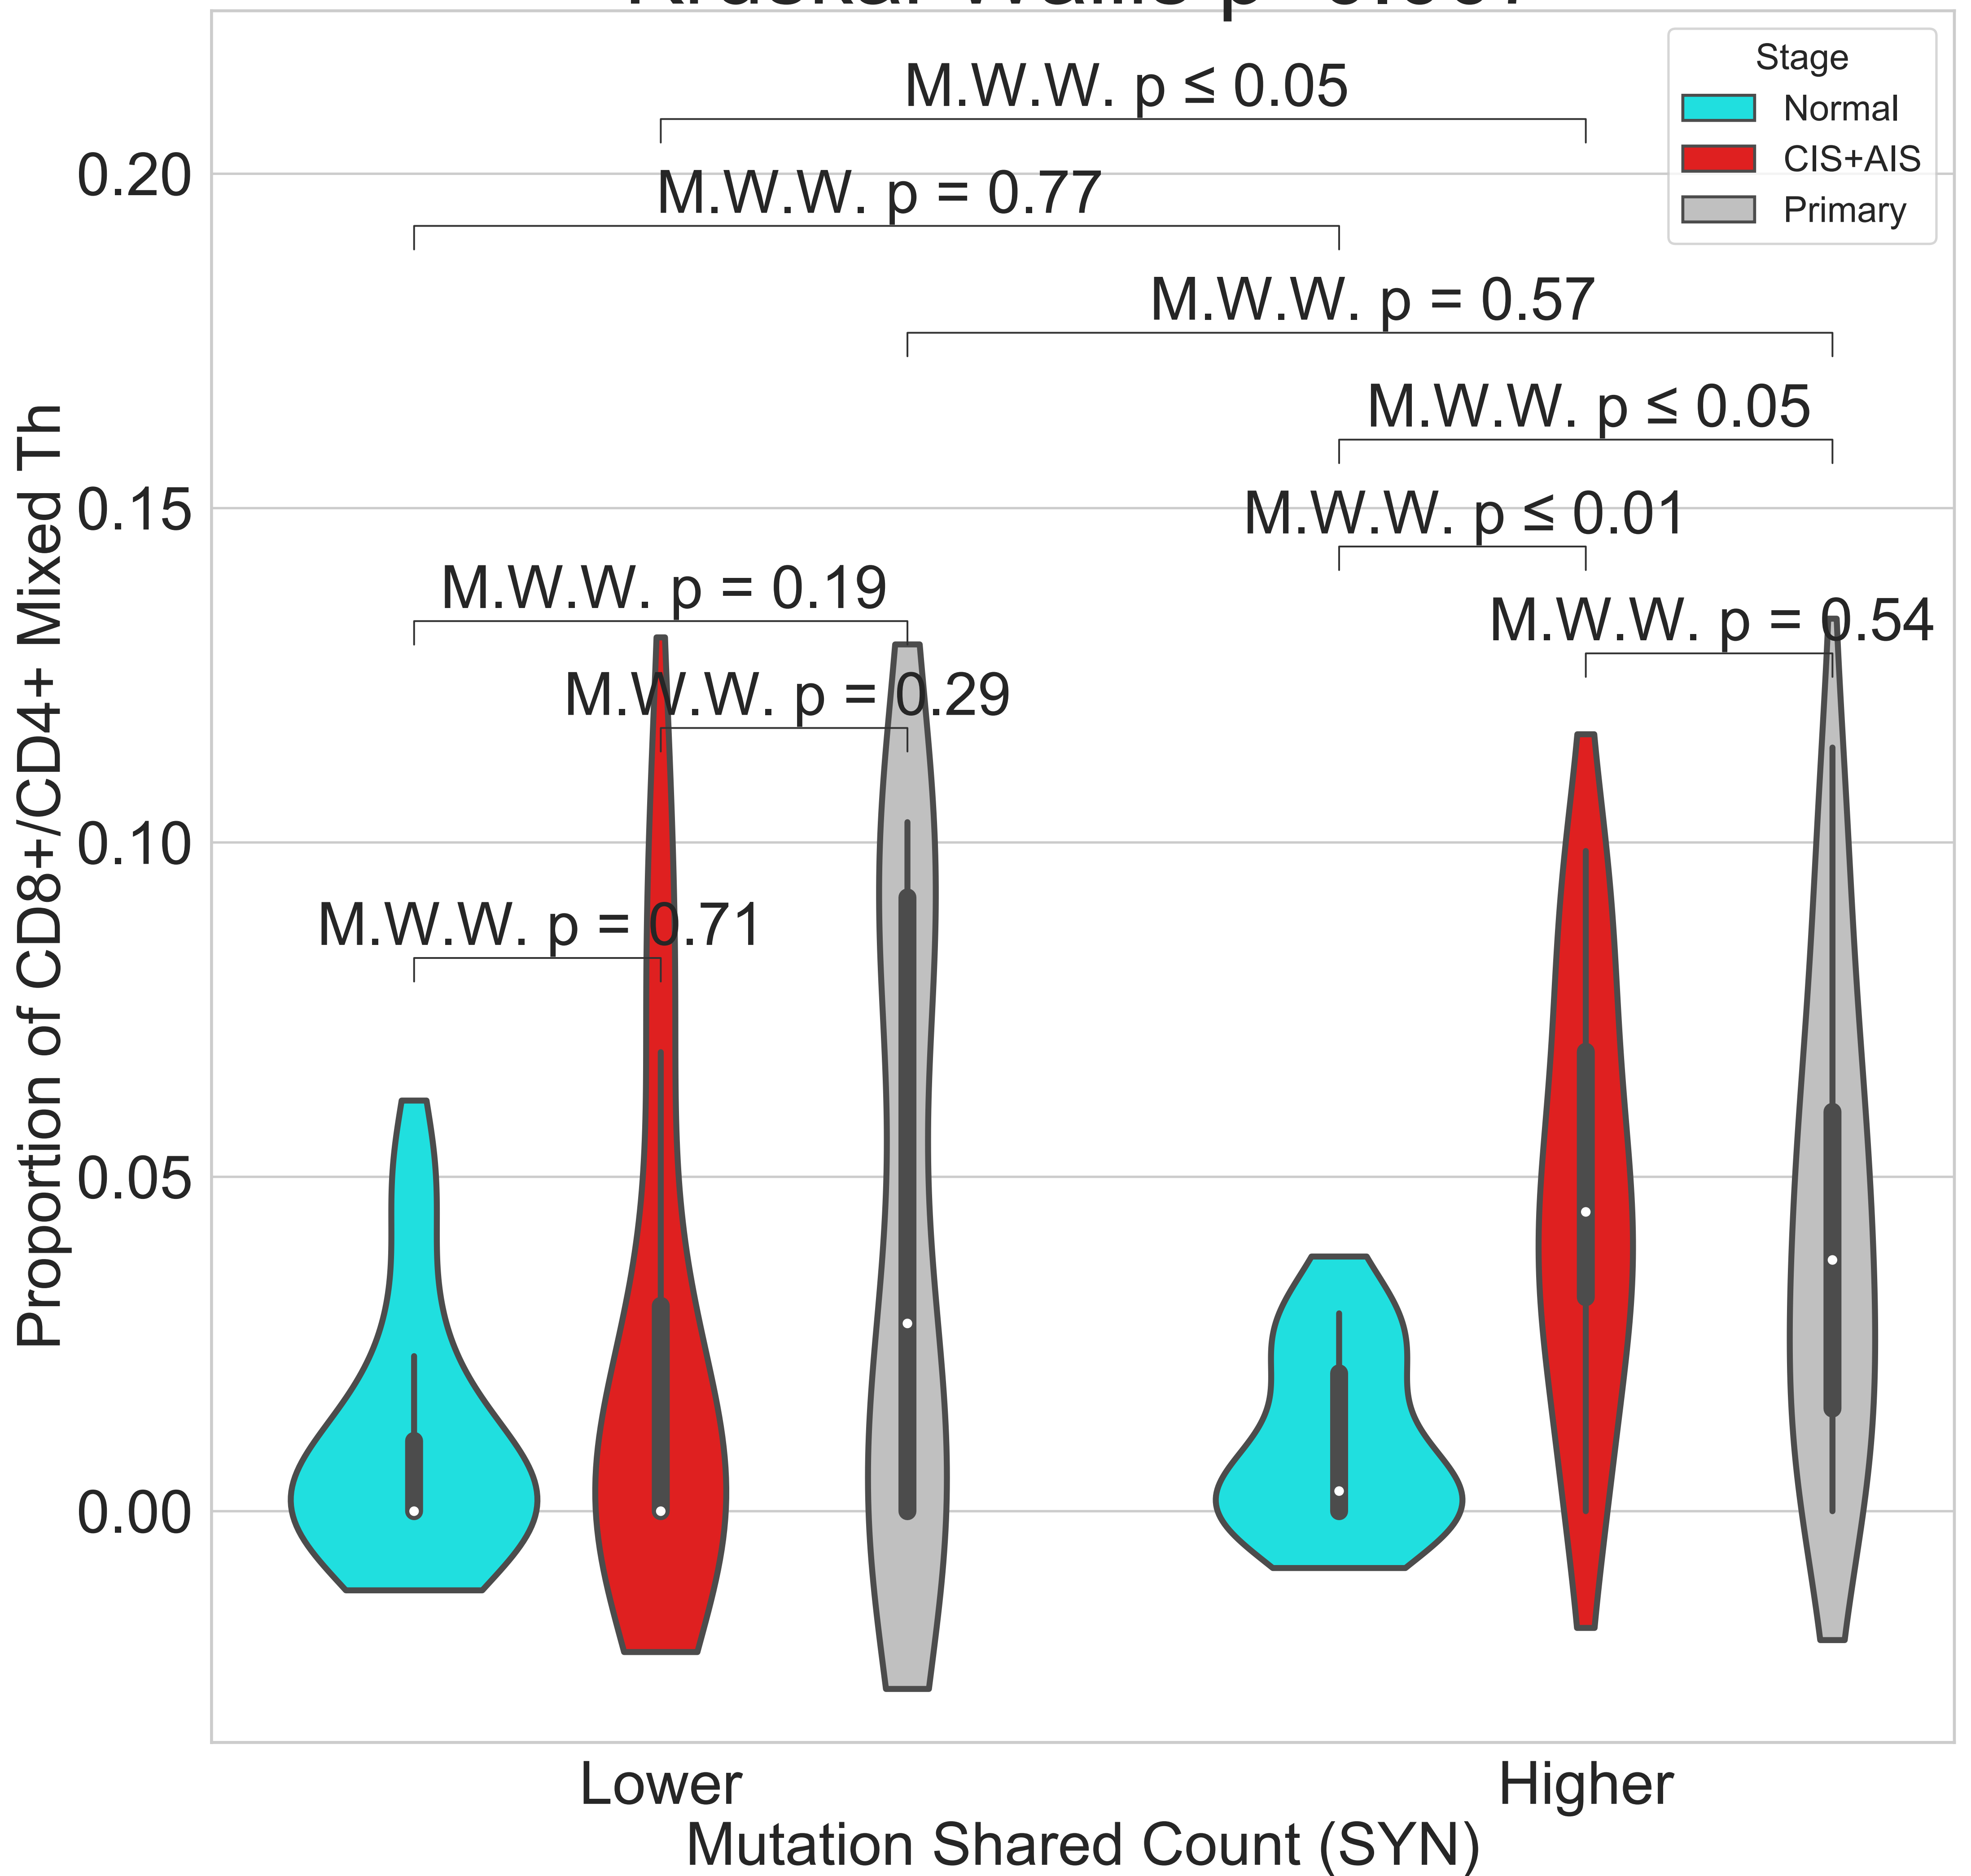 Stage
Normal
CIS+AIS
Primary
M.W.W. p ≤ 0.05
M.W.W. p = 0.77
M.W.W. p = 0.57
M.W.W. p ≤ 0.05
M.W.W. p ≤ 0.01
M.W.W. p = 0.19
M.W.W. p = 0.54
M.W.W. p = 0.29
M.W.W. p = 0.71
0.20
0.15
0.10
0.05
0.00
Proportion of CD8+/CD4+ Mixed Th
Lower
Higher
Mutation Shared Count (SYN)